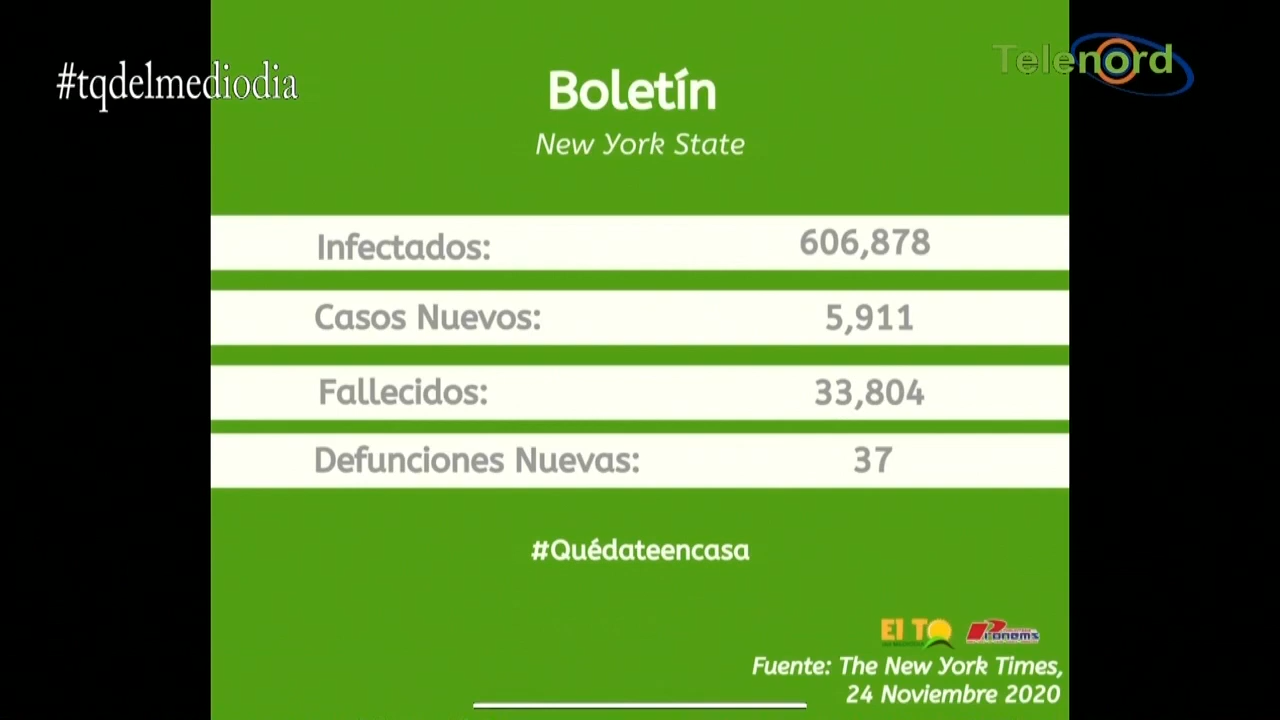 #tqdelmediodia
Telenord
Boletín
New York State
Infectados: 606,878
Casos Nuevos: 5,911
Fallecidos: 33,804
Defunciones Nuevas: 37
#Quédateencasa
El TQ
Fuente: The New York Times,
24 Noviembre 2020